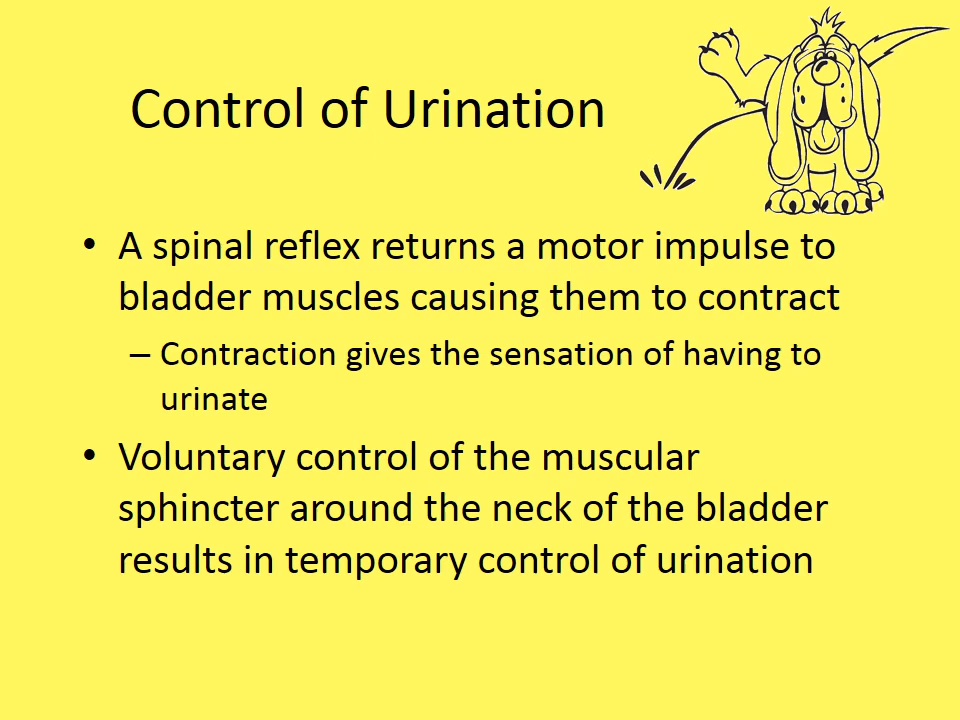 Control of Urination
• A spinal reflex returns a motor impulse to
bladder muscles causing them to contract
– Contraction gives the sensation of having to
urinate
• Voluntary control of the muscular
sphincter around the neck of the bladder
results in temporary control of urination